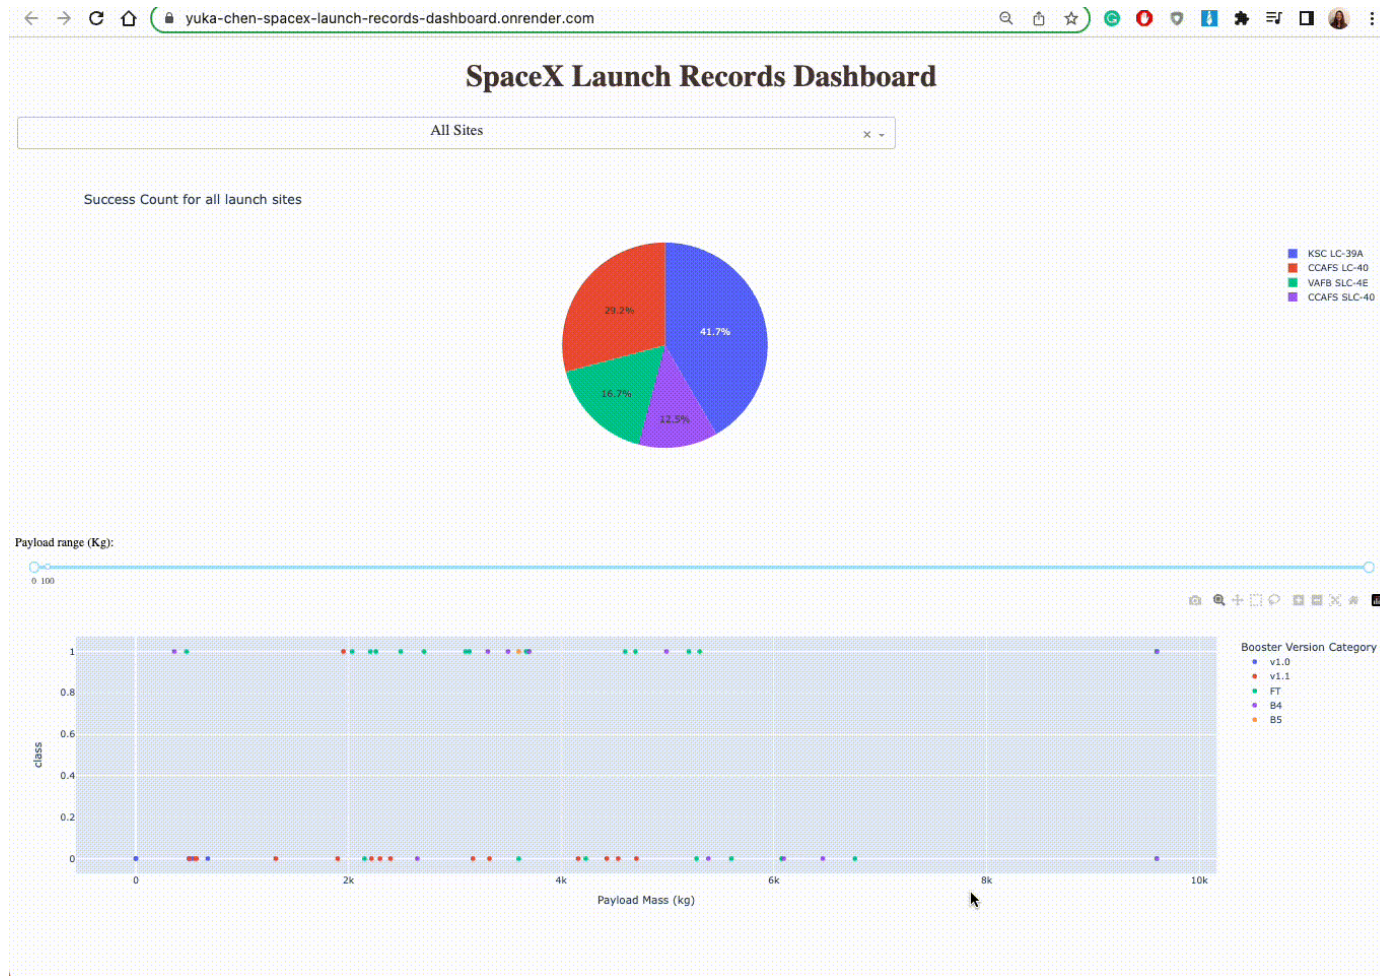 yuka-chen-spacex-launch-records-dashboard.onrender.com
SpaceX Launch Records Dashboard
All Sites
Success Count for all launch sites
KSC LC-39A
CCAFS LC-40
VAFB SLC-4E
CCAFS SLC-40
29.2%
41.7%
16.7%
12.5%
Payload range (Kg):
0 100
Booster Version Category
v1.0
v1.1
FT
B4
B5
1
0.8
0.6
0.4
0.2
0
class
0 2k 4k 6k 8k 10k
Payload Mass (kg)